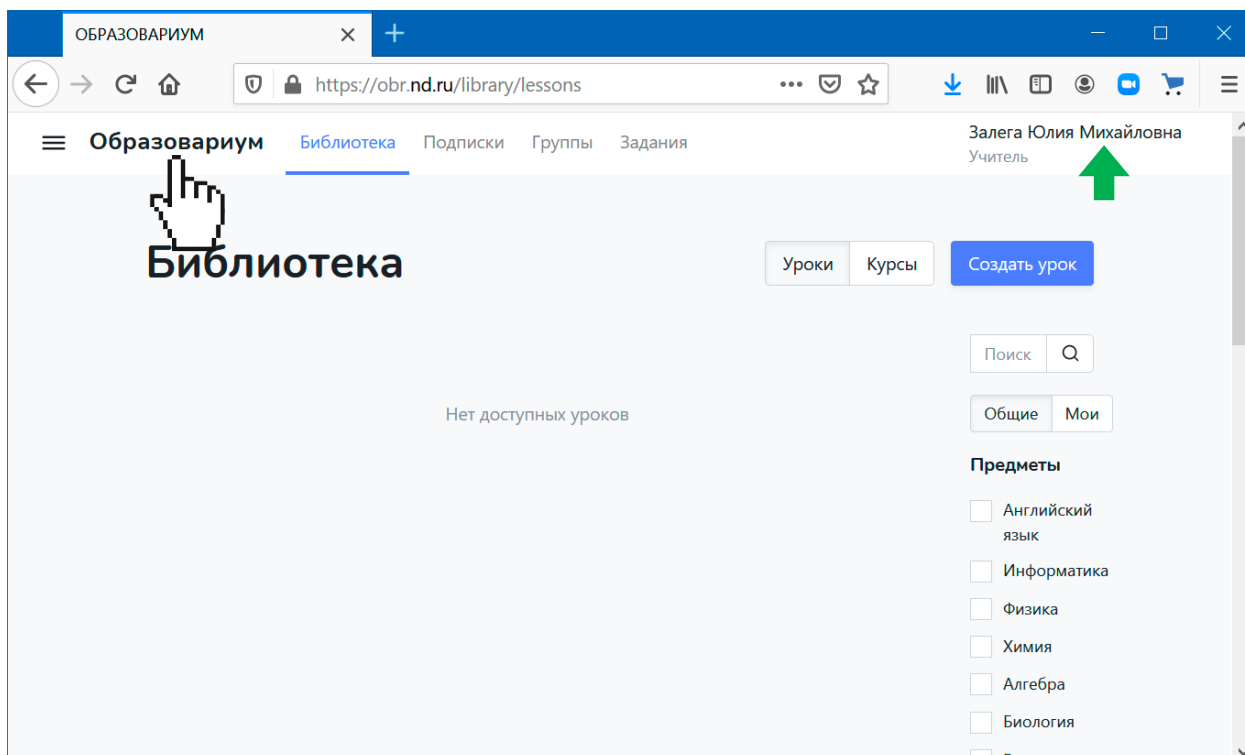 ОБРАЗОВАРИУМ
https://obr.nd.ru/library/lessons
Образовариум Библиотека Подписки Группы Задания
Залега Юлия Михайловна
Учитель
Библиотека
Уроки Курсы Создать урок
Поиск
Нет доступных уроков
Общие Мои
Предметы
Английский
язык
Информатика
Физика
Химия
Алгебра
Биология